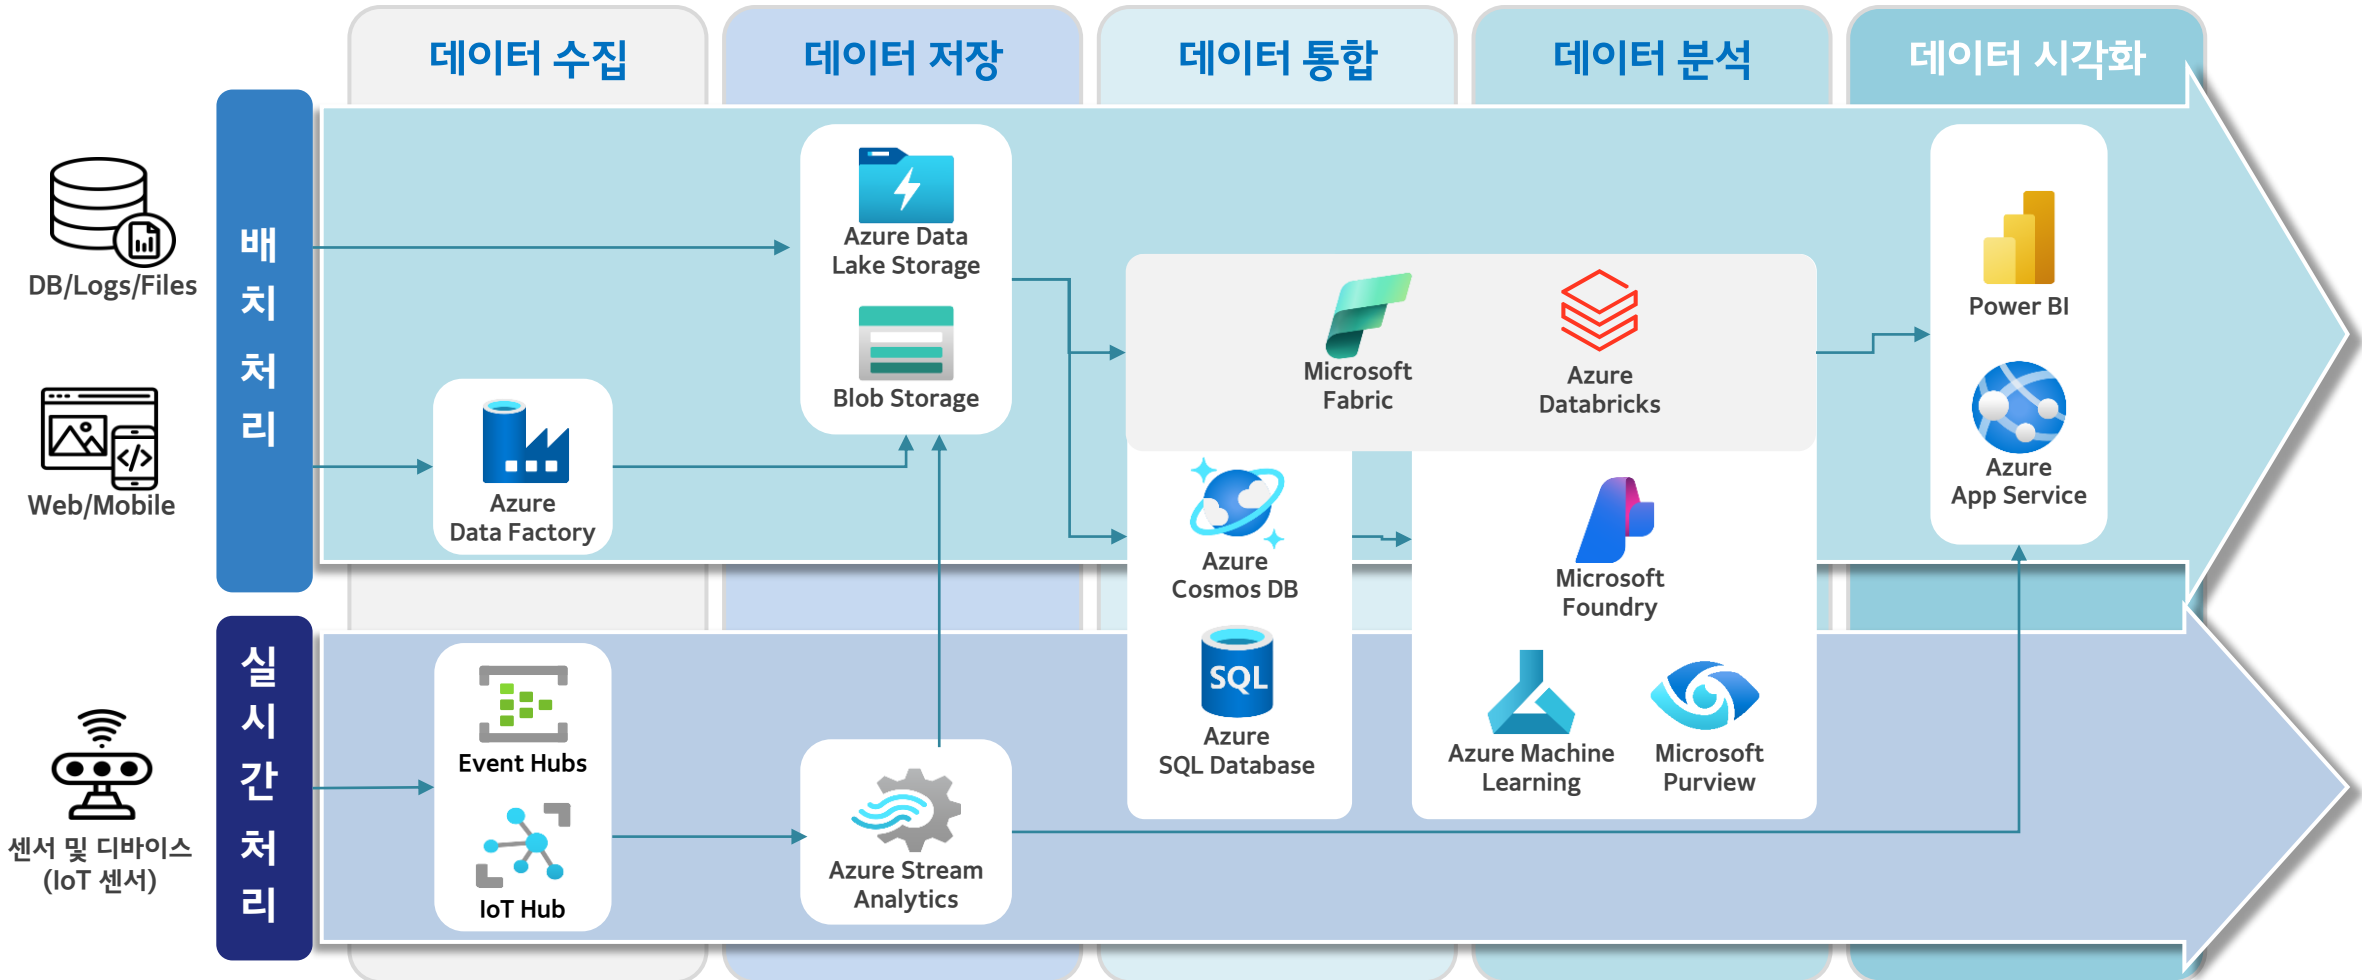 데이터 수집
데이터 저장
데이터 통합
데이터 분석
데이터 시각화
배
치
처
리
DB/Logs/Files
Web/Mobile
Azure
Data Factory
Azure Data
Lake Storage
Blob Storage
Microsoft
Fabric
Azure
Databricks
Azure
Cosmos DB
SQL
Azure
SQL Database
Microsoft
Foundry
Azure Machine
Learning
Microsoft
Purview
Power BI
Azure
App Service
실
시
간
처
리
센서 및 디바이스
(IoT 센서)
Event Hubs
IoT Hub
Azure Stream
Analytics